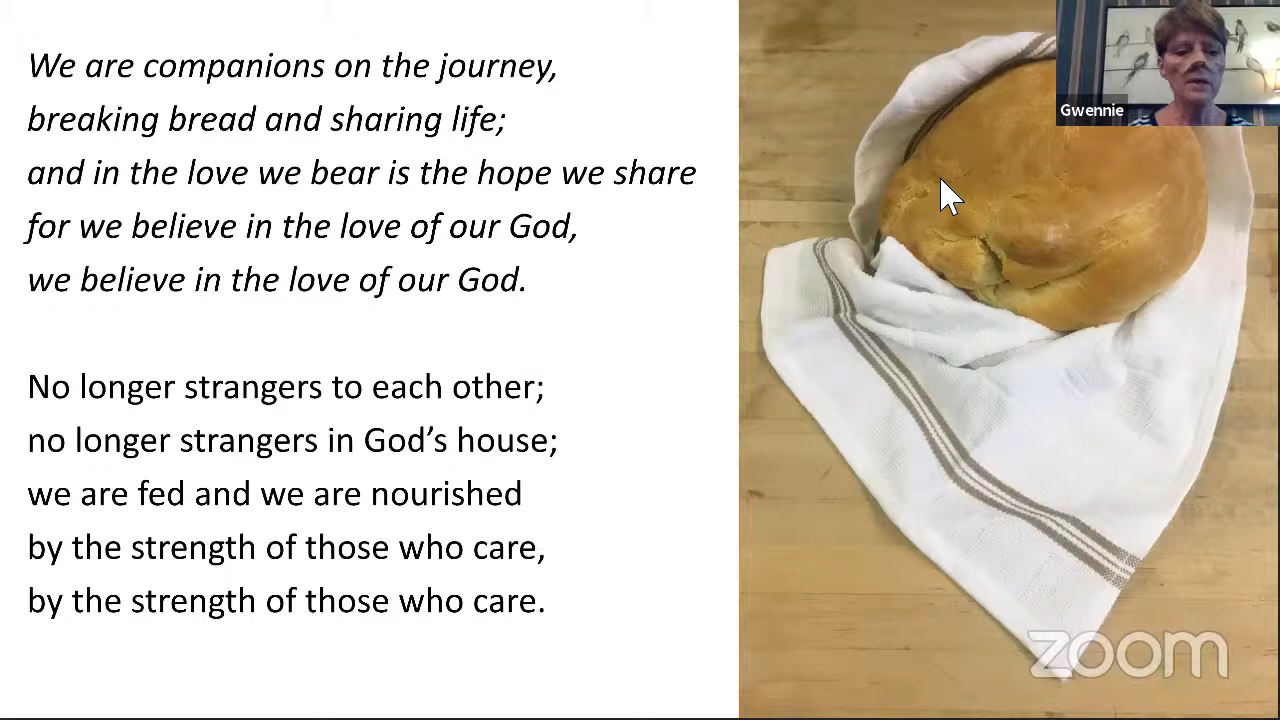 We are companions on the journey,
breaking bread and sharing life;
and in the love we bear is the hope we share
for we believe in the love of our God,
we believe in the love of our God.
No longer strangers to each other;
no longer strangers in God’s house;
we are fed and we are nourished
by the strength of those who care,
by the strength of those who care.
Gwennie
zoom